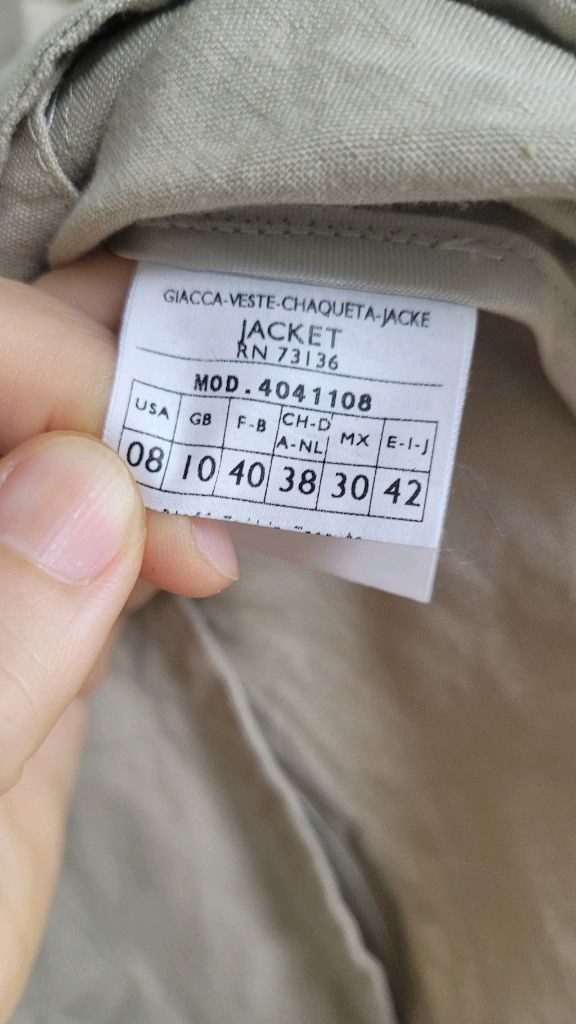 GIACCA-VESTE-CHAQUETA-JACKE
JACKET
RN 73136
MOD.4041108
USA GB F-B CH-D A-NL MX E-I-J
08 10 40 38 30 42